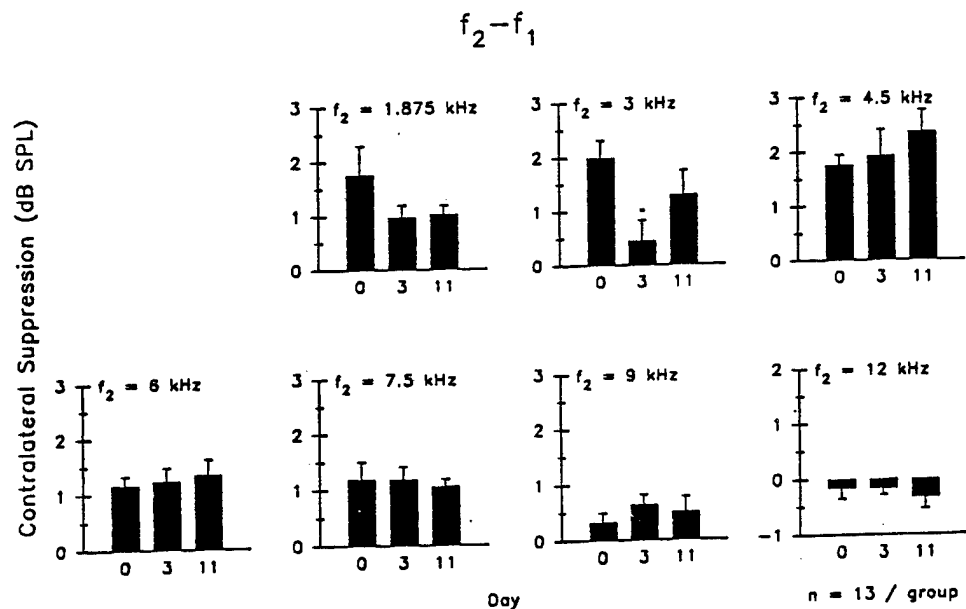 f₂−f₁
Contralateral Suppression (dB SPL)
f₂ = 1.875 kHz
3
2
1
0
0 3 11
f₂ = 3 kHz
3
2
1
0
*
0 3 11
f₂ = 4.5 kHz
3
2
1
0
0 3 11
f₂ = 6 kHz
3
2
1
0
0 3 11
f₂ = 7.5 kHz
3
2
1
0
0 3 11
f₂ = 9 kHz
3
2
1
0
0 3 11
f₂ = 12 kHz
2
1
0
−1
0 3 11
Day
n = 13 / group